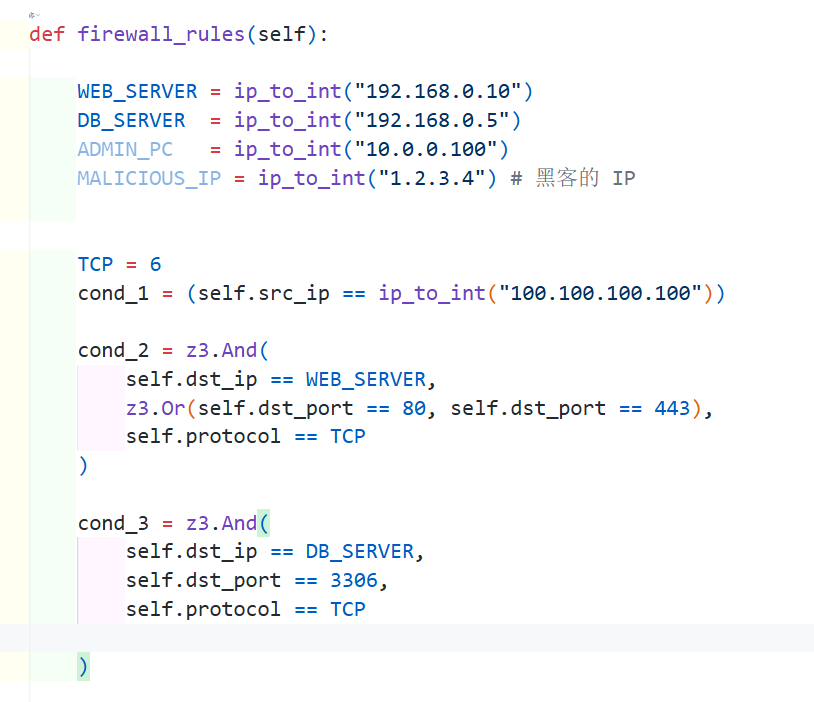 def firewall_rules(self):
WEB_SERVER = ip_to_int("192.168.0.10")
DB_SERVER  = ip_to_int("192.168.0.5")
ADMIN_PC   = ip_to_int("10.0.0.100")
MALICIOUS_IP = ip_to_int("1.2.3.4") # 黑客的 IP
TCP = 6
cond_1 = (self.src_ip == ip_to_int("100.100.100.100"))
cond_2 = z3.And(
self.dst_ip == WEB_SERVER,
z3.Or(self.dst_port == 80, self.dst_port == 443),
self.protocol == TCP
)
cond_3 = z3.And(
self.dst_ip == DB_SERVER,
self.dst_port == 3306,
self.protocol == TCP
)